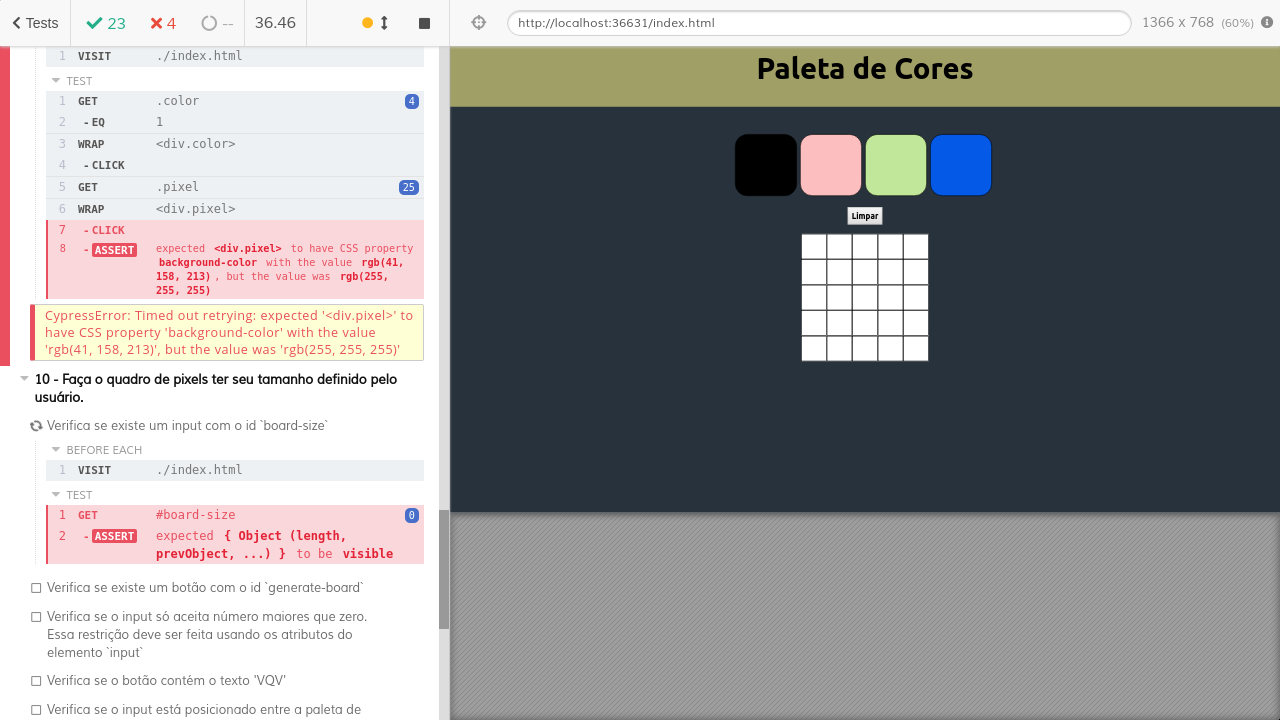 Tests
23
4
--
36.46
http://localhost:36631/index.html
1366 x 768 (60%)
1 VISIT ./index.html
TEST
1 GET .color 4
2 - EQ 1
3 WRAP <div.color>
4 - CLICK
5 GET .pixel 25
6 WRAP <div.pixel>
7 - CLICK
8 - ASSERT expected <div.pixel> to have CSS property
background-color with the value rgb(41,
158, 213) , but the value was rgb(255,
255, 255)
CypressError: Timed out retrying: expected '<div.pixel>' to
have CSS property 'background-color' with the value
'rgb(41, 158, 213)', but the value was 'rgb(255, 255, 255)'
10 - Faça o quadro de pixels ter seu tamanho definido pelo
usuário.
Verifica se existe um input com o id `board-size`
BEFORE EACH
1 VISIT ./index.html
TEST
1 GET #board-size 0
2 - ASSERT expected { Object (length,
prevObject, ...) } to be visible
Verifica se existe um botão com o id `generate-board`
Verifica se o input só aceita número maiores que zero.
Essa restrição deve ser feita usando os atributos do
elemento `input`
Verifica se o botão contém o texto 'VQV'
Verifica se o input está posicionado entre a paleta de
Paleta de Cores
Limpar